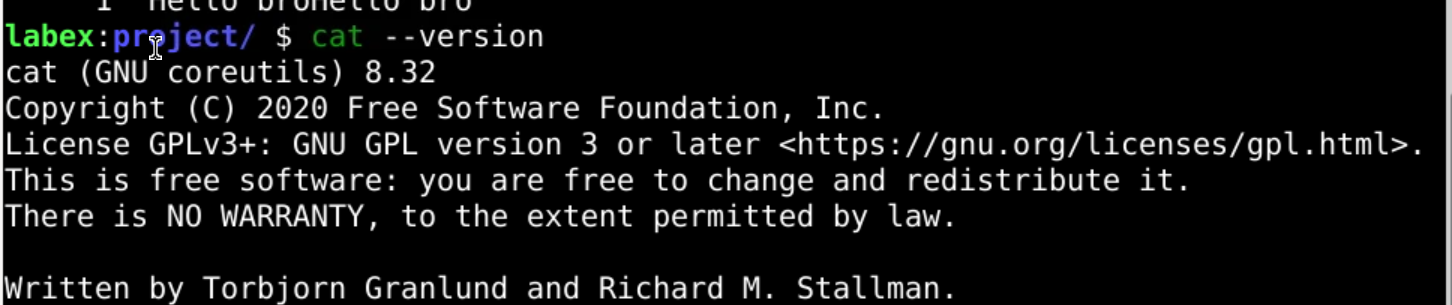 1  Hello broHello bro
labex:project/ $ cat --version
cat (GNU coreutils) 8.32
Copyright (C) 2020 Free Software Foundation, Inc.
License GPLv3+: GNU GPL version 3 or later <https://gnu.org/licenses/gpl.html>.
This is free software: you are free to change and redistribute it.
There is NO WARRANTY, to the extent permitted by law.
Written by Torbjorn Granlund and Richard M. Stallman.